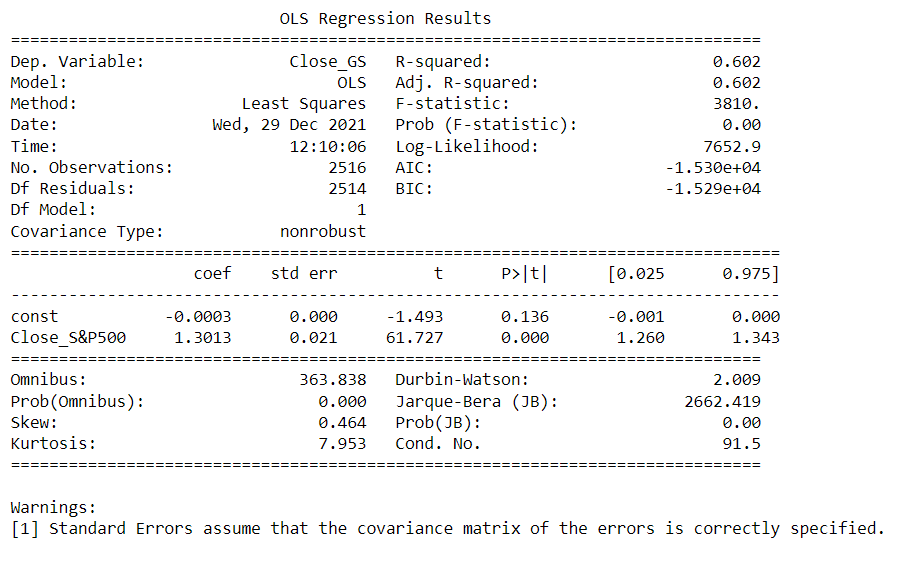 OLS Regression Results
==============================================================================
Dep. Variable: Close_GS R-squared: 0.602
Model: OLS Adj. R-squared: 0.602
Method: Least Squares F-statistic: 3810.
Date: Wed, 29 Dec 2021 Prob (F-statistic): 0.00
Time: 12:10:06 Log-Likelihood: 7652.9
No. Observations: 2516 AIC: -1.530e+04
Df Residuals: 2514 BIC: -1.529e+04
Df Model: 1
Covariance Type: nonrobust
================================================================================
coef std err t P>|t| [0.025 0.975]
--------------------------------------------------------------------------------
const -0.0003 0.000 -1.493 0.136 -0.001 0.000
Close_S&P500 1.3013 0.021 61.727 0.000 1.260 1.343
==============================================================================
Omnibus: 363.838 Durbin-Watson: 2.009
Prob(Omnibus): 0.000 Jarque-Bera (JB): 2662.419
Skew: 0.464 Prob(JB): 0.00
Kurtosis: 7.953 Cond. No. 91.5
==============================================================================
Warnings:
[1] Standard Errors assume that the covariance matrix of the errors is correctly specified.